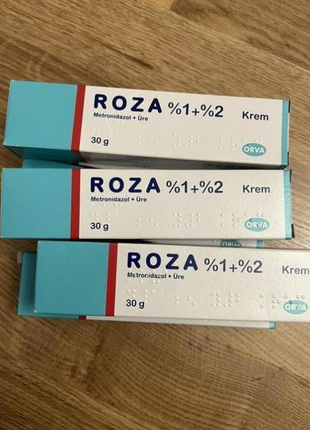 ROZA %1+%2 Krem
Metronidazol + Üre
30 g
ORVA
ROZA %1+%2 Krem
Metronidazol + Üre
30 g
ORVA
ROZA %1+%2 Krem
Metronidazol + Üre
30 g
ORVA